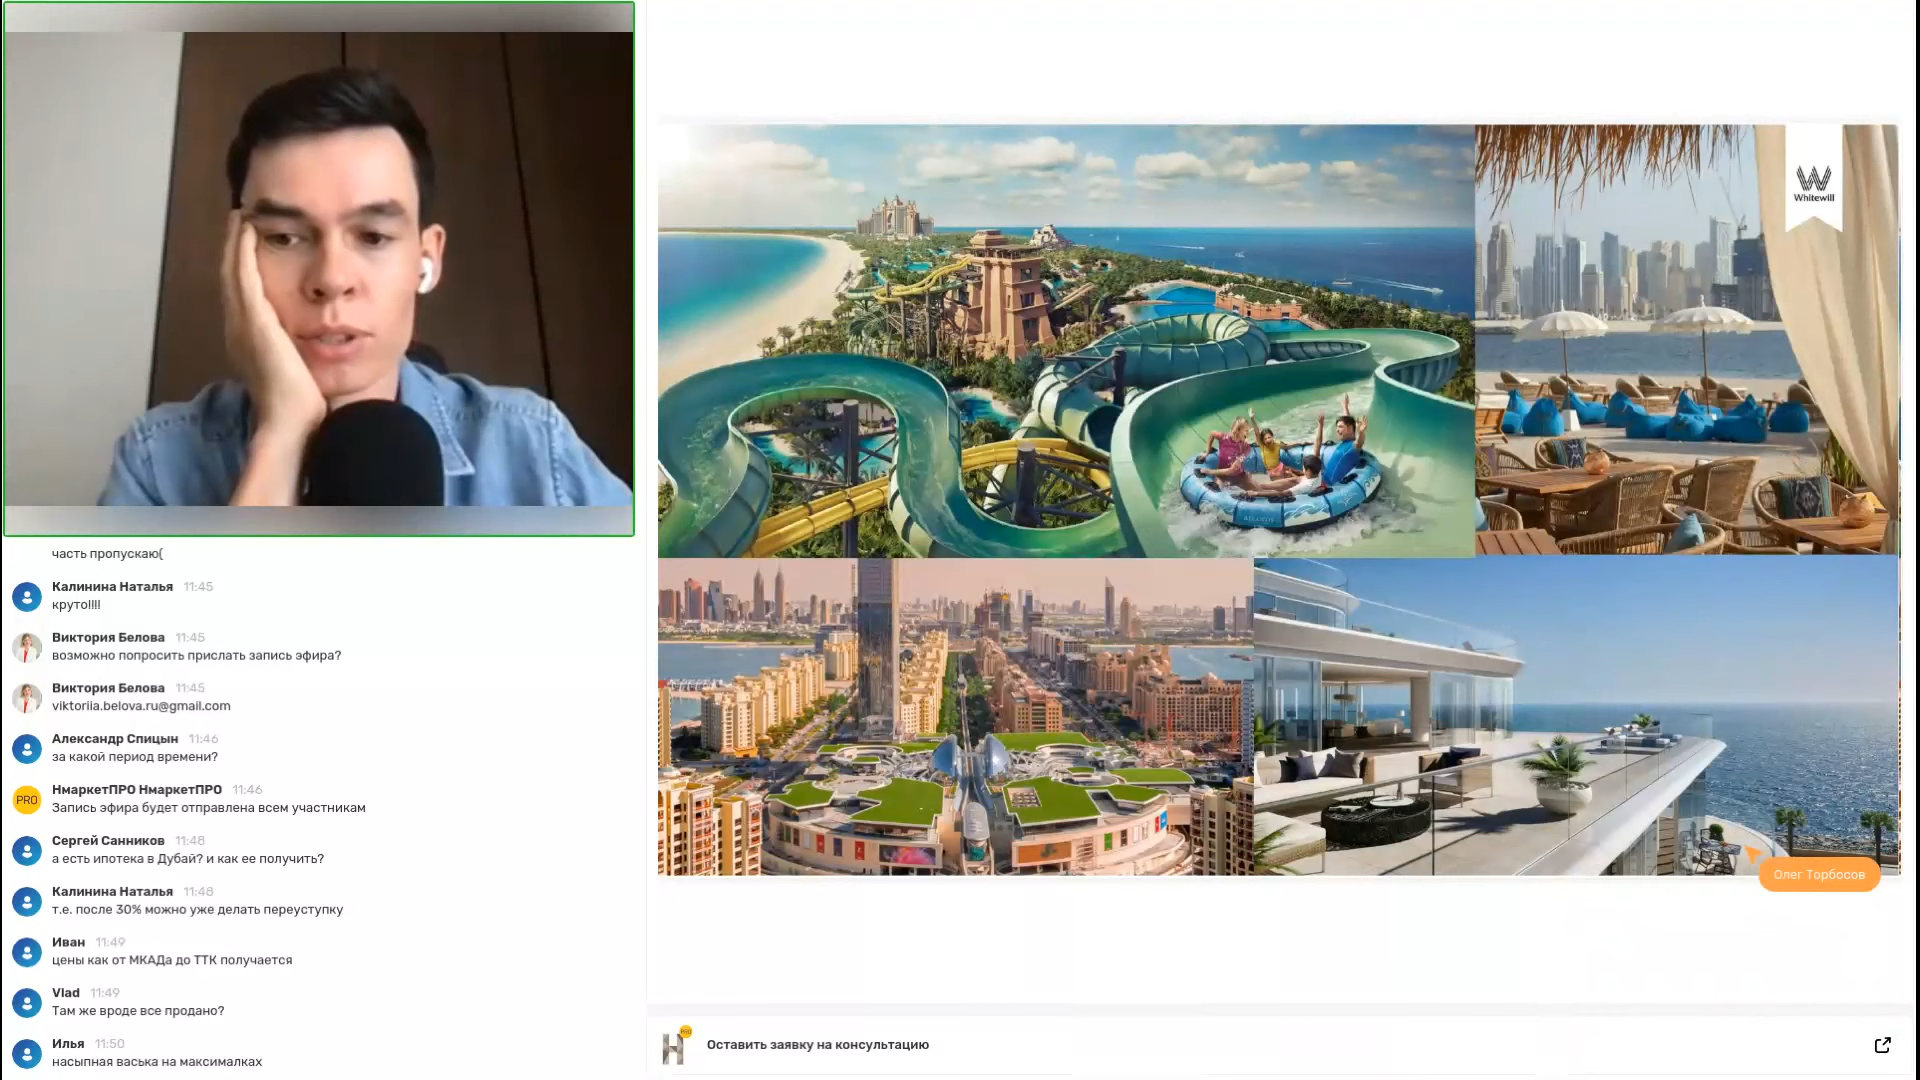 часть пропускаю(
Калинина Наталья 11:45
круто!!!!
Виктория Белова 11:45
возможно попросить прислать запись эфира?
Виктория Белова 11:45
viktoriia.belova.ru@gmail.com
Александр Спицын 11:46
за какой период времени?
PRO
НмаркетПРО НмаркетПРО 11:46
Запись эфира будет отправлена всем участникам
Сергей Санников 11:48
а есть ипотека в Дубай? и как ее получить?
Калинина Наталья 11:48
т.е. после 30% можно уже делать переуступку
Иван 11:49
цены как от МКАДа до ТТК получается
Vlad 11:49
Там же вроде все продано?
Илья 11:50
насыпная васька на максималках
W
Whitewill
Олег Торбосов
H PRO
Оставить заявку на консультацию